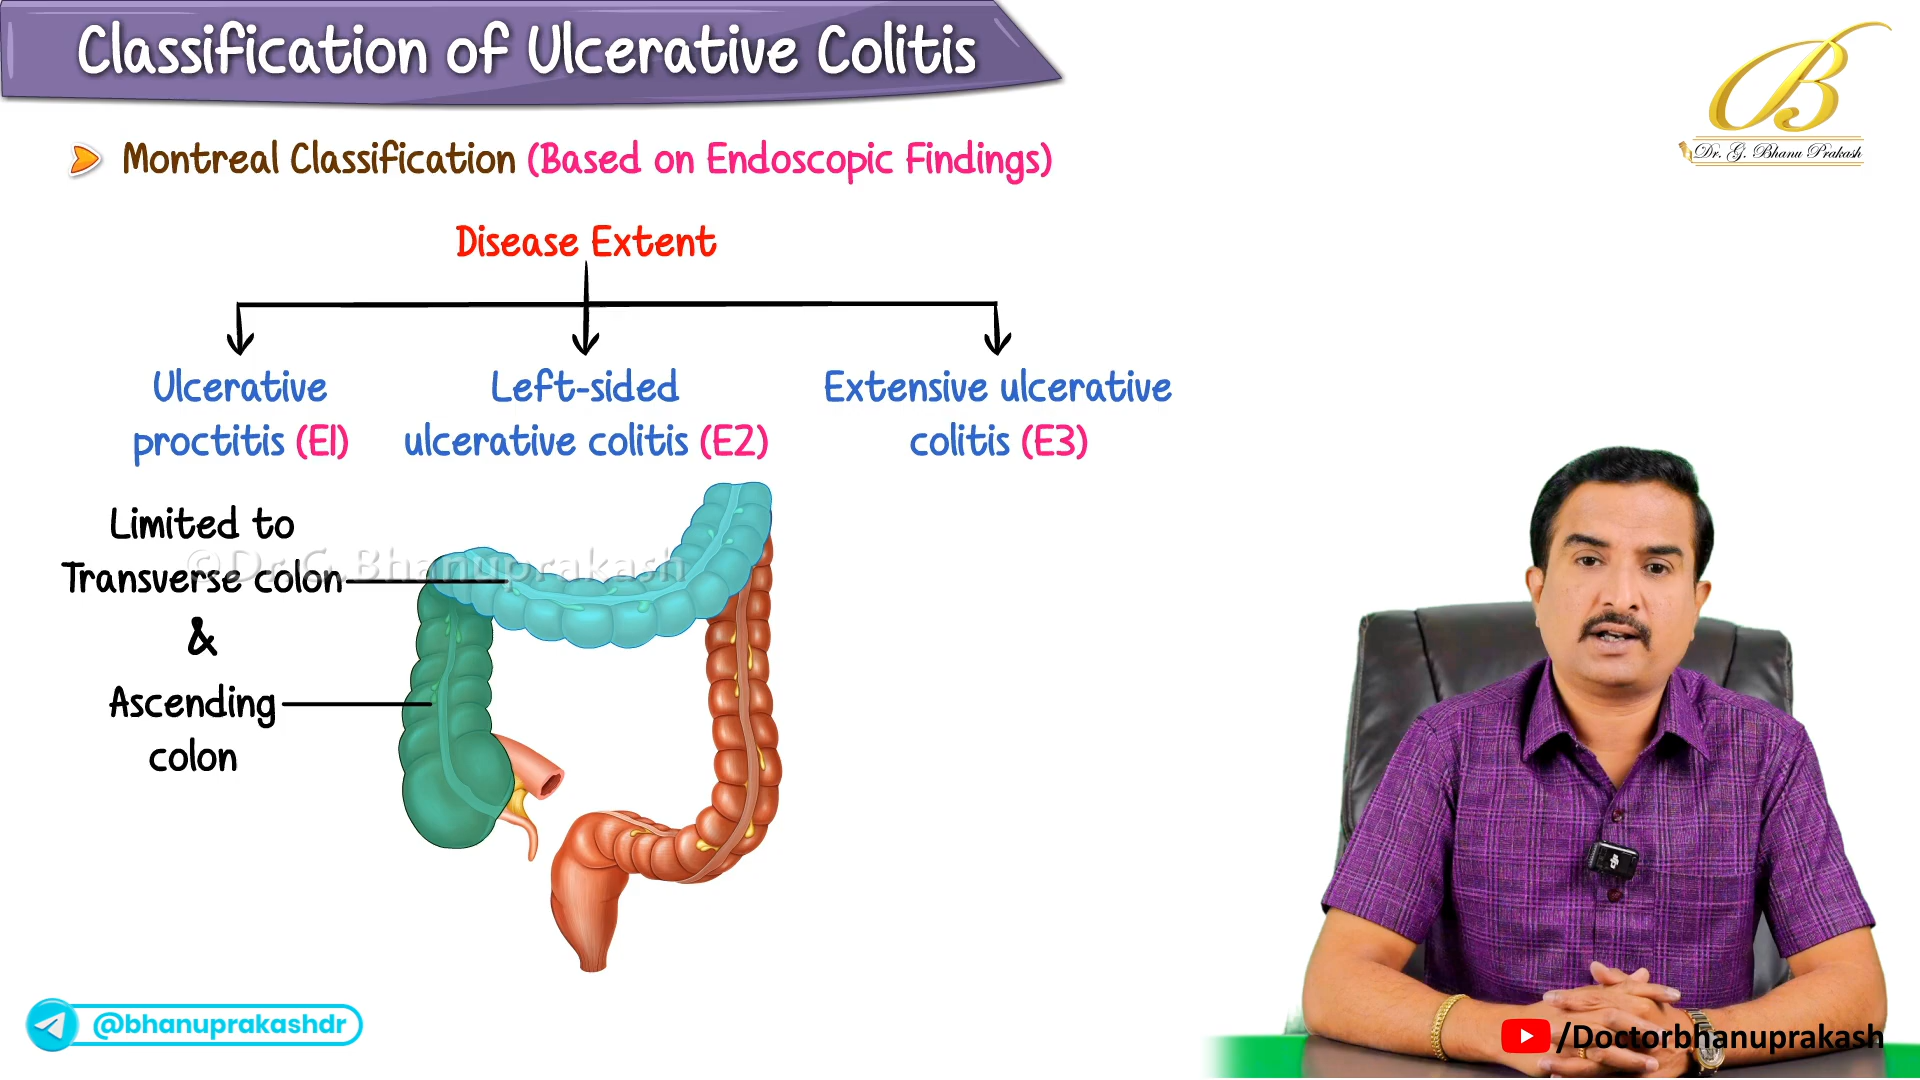 Classification of Ulcerative Colitis
Dr. G. Bhanu Prakash
Montreal Classification (Based on Endoscopic Findings)
Disease Extent
Ulcerative
proctitis (E1)
Left-sided
ulcerative colitis (E2)
Extensive ulcerative
colitis (E3)
Limited to
Transverse colon
&
Ascending
colon
©Dr.G.Bhanuprakash
@bhanuprakashdr
/Doctorbhanuprakash